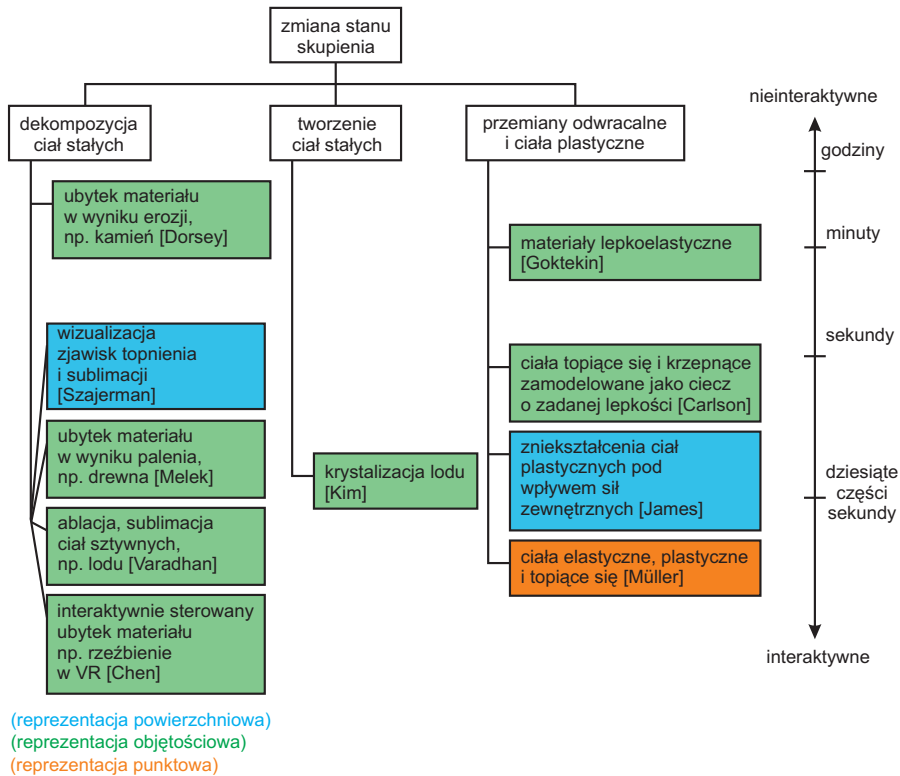 zmiana stanu
skupienia
dekompozycja
ciał stałych
tworzenie
ciał stałych
przemiany odwracalne
i ciała plastyczne
ubytek materiału
w wyniku erozji,
np. kamień [Dorsey]
wizualizacja
zjawisk topnienia
i sublimacji
[Szajerman]
ubytek materiału
w wyniku palenia,
np. drewna [Melek]
ablacja, sublimacja
ciał sztywnych,
np. lodu [Varadhan]
interaktywnie sterowany
ubytek materiału
np. rzeźbienie
w VR [Chen]
krystalizacja lodu
[Kim]
materiały lepkoelastyczne
[Goktekin]
ciała topiące się i krzepnące
zamodelowane jako ciecz
o zadanej lepkości [Carlson]
zniekształcenia ciał
plastycznych pod
wpływem sił
zewnętrznych [James]
ciała elastyczne, plastyczne
i topiące się [Müller]
nieinteraktywne
godziny
minuty
sekundy
dziesiąte
części
sekundy
interaktywne
(reprezentacja powierzchniowa)
(reprezentacja objętościowa)
(reprezentacja punktowa)